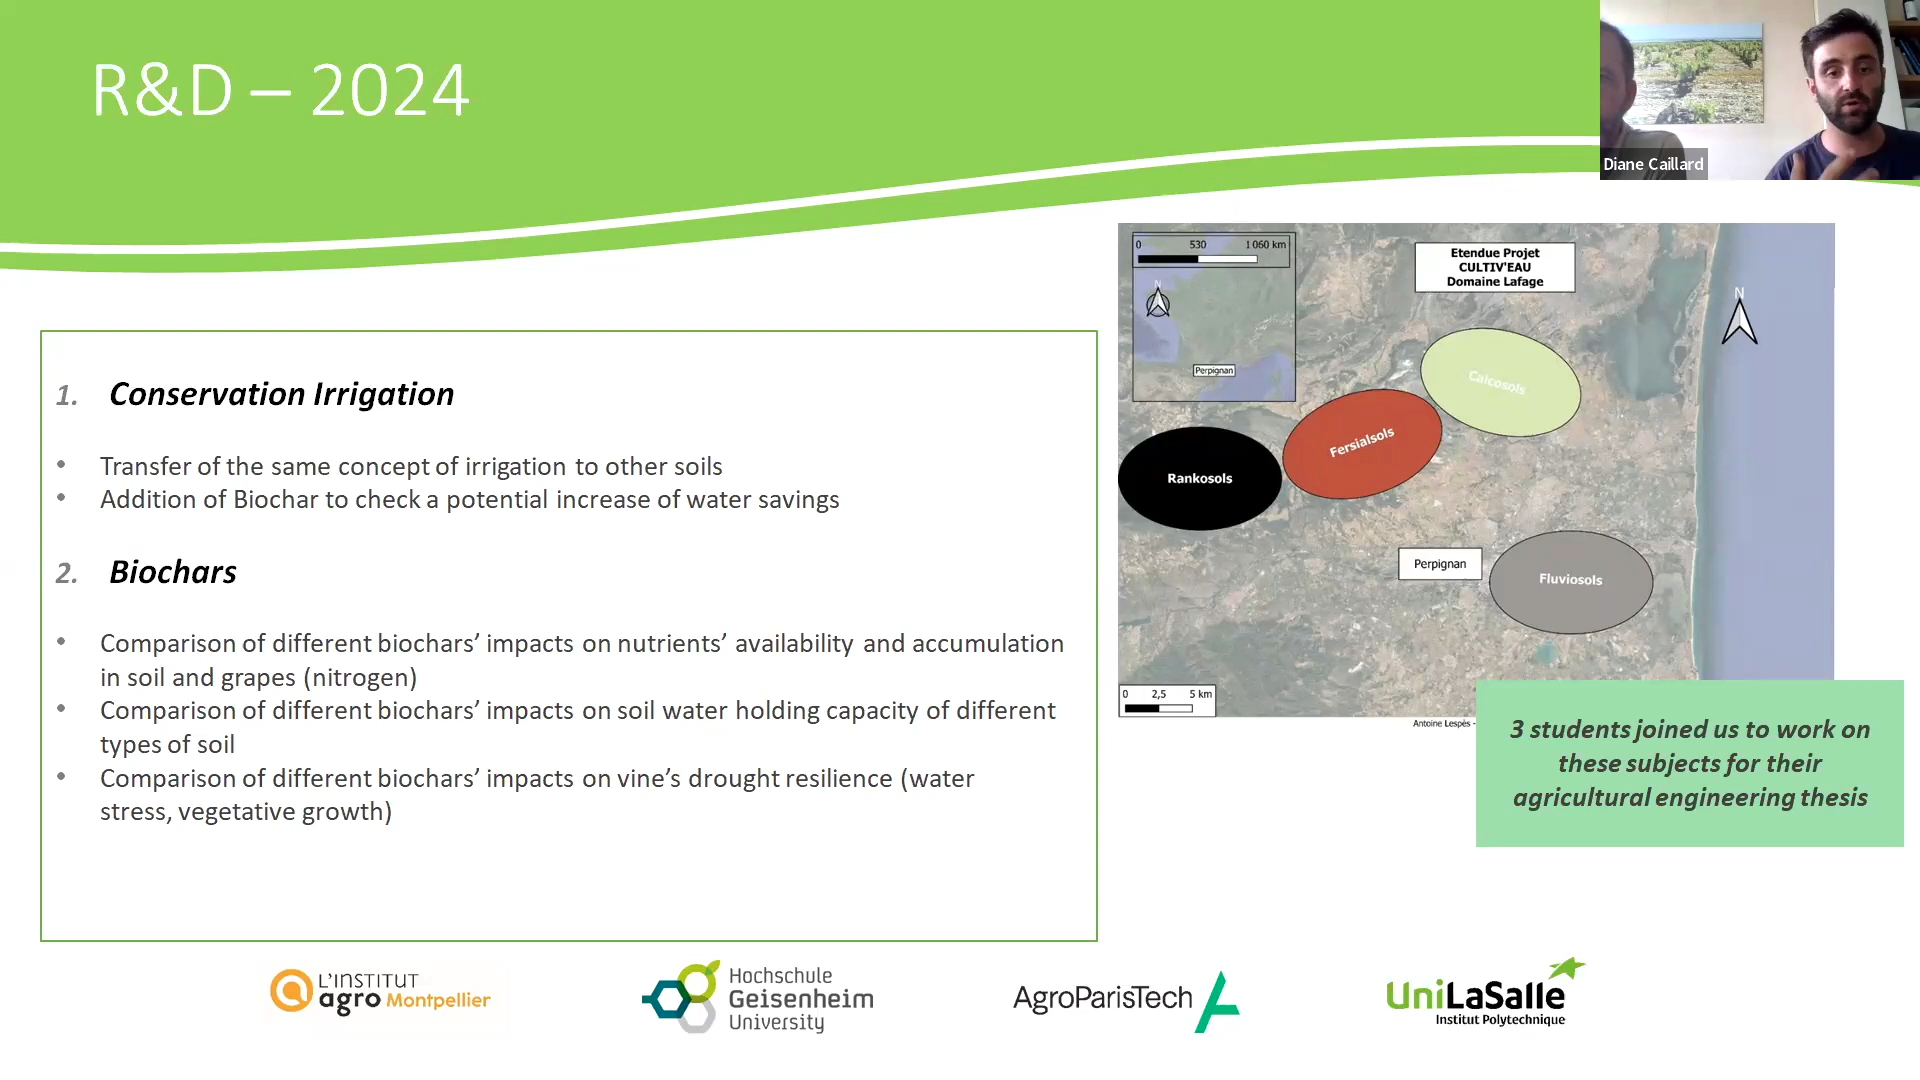 R&D – 2024
Diane Caillard
1. Conservation Irrigation
• Transfer of the same concept of irrigation to other soils
• Addition of Biochar to check a potential increase of water savings
2. Biochars
• Comparison of different biochars’ impacts on nutrients’ availability and accumulation
in soil and grapes (nitrogen)
• Comparison of different biochars’ impacts on soil water holding capacity of different
types of soil
• Comparison of different biochars’ impacts on vine’s drought resilience (water
stress, vegetative growth)
0 530 1 060 km
N
Perpignan
Etendue Projet
CULTIV'EAU
Domaine Lafage
N
Calcosols
Fersialsols
Rankosols
Perpignan
Fluviosols
0 2,5 5 km
Antoine Lespès -
3 students joined us to work on
these subjects for their
agricultural engineering thesis
L'INSTITUT
agro Montpellier
Hochschule
Geisenheim
University
AgroParisTech
UniLaSalle
Institut Polytechnique